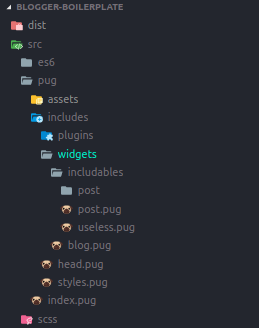 BLOGGER-BOILERPLATE
dist
src
es6
pug
assets
includes
plugins
widgets
includables
post
post.pug
useless.pug
blog.pug
head.pug
styles.pug
index.pug
scss